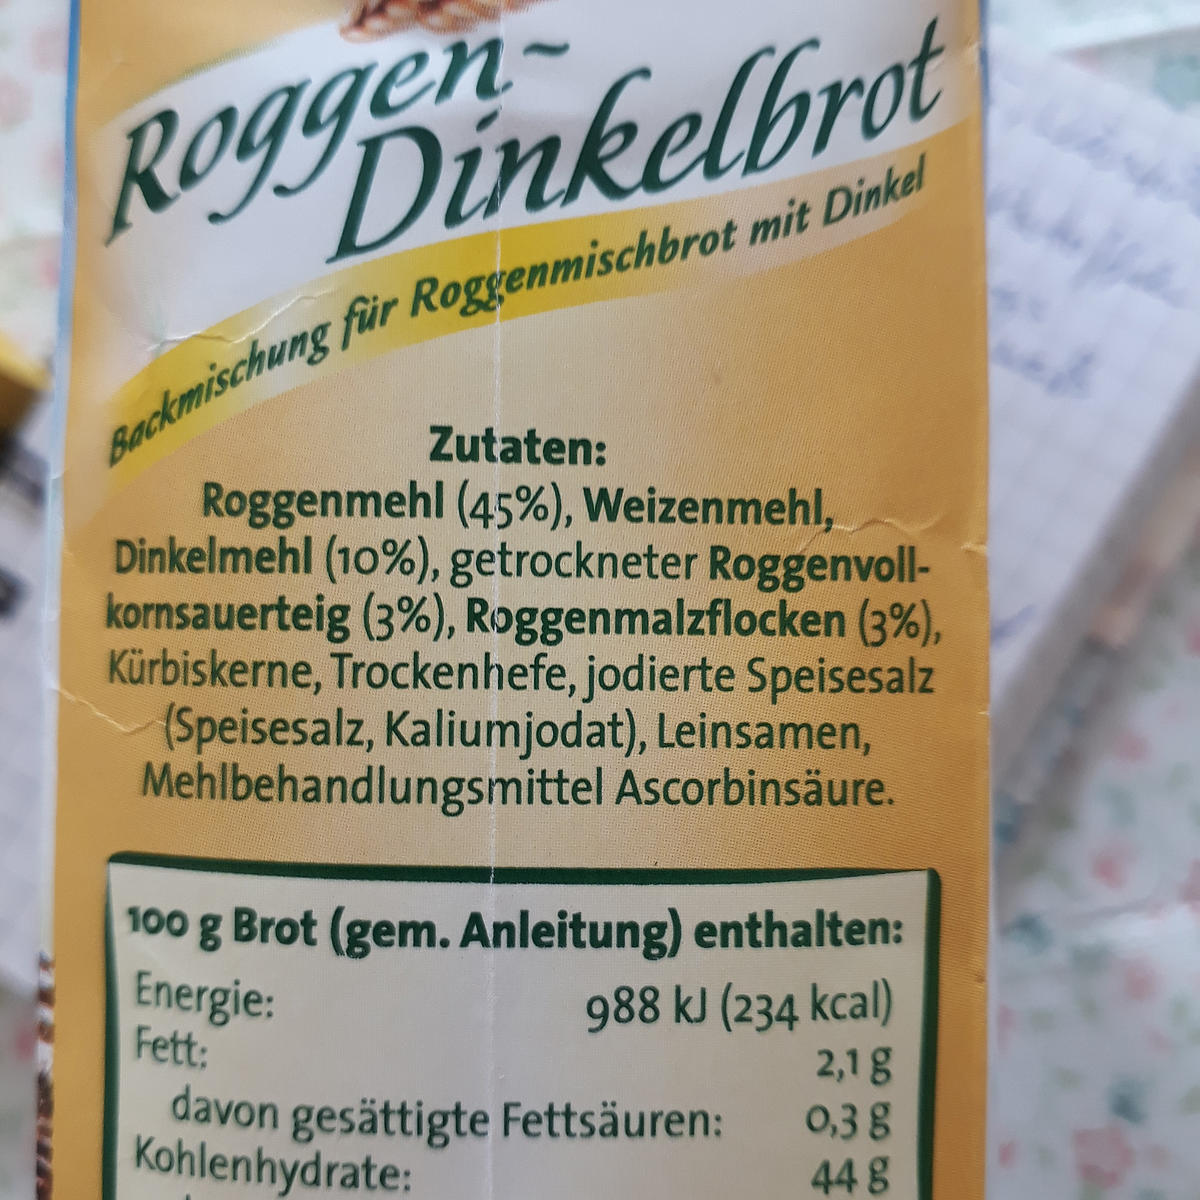 Roggen-
Dinkelbrot
Backmischung für Roggenmischbrot mit Dinkel
Zutaten:
Roggenmehl (45%), Weizenmehl,
Dinkelmehl (10%), getrockneter Roggenvoll-
kornsauerteig (3%), Roggenmalzflocken (3%),
Kürbiskerne, Trockenhefe, jodierte Speisesalz
(Speisesalz, Kaliumjodat), Leinsamen,
Mehlbehandlungsmittel Ascorbinsäure.
100 g Brot (gem. Anleitung) enthalten:
Energie: 988 kJ (234 kcal)
Fett: 2,1 g
davon gesättigte Fettsäuren: 0,3 g
Kohlenhydrate: 44 g